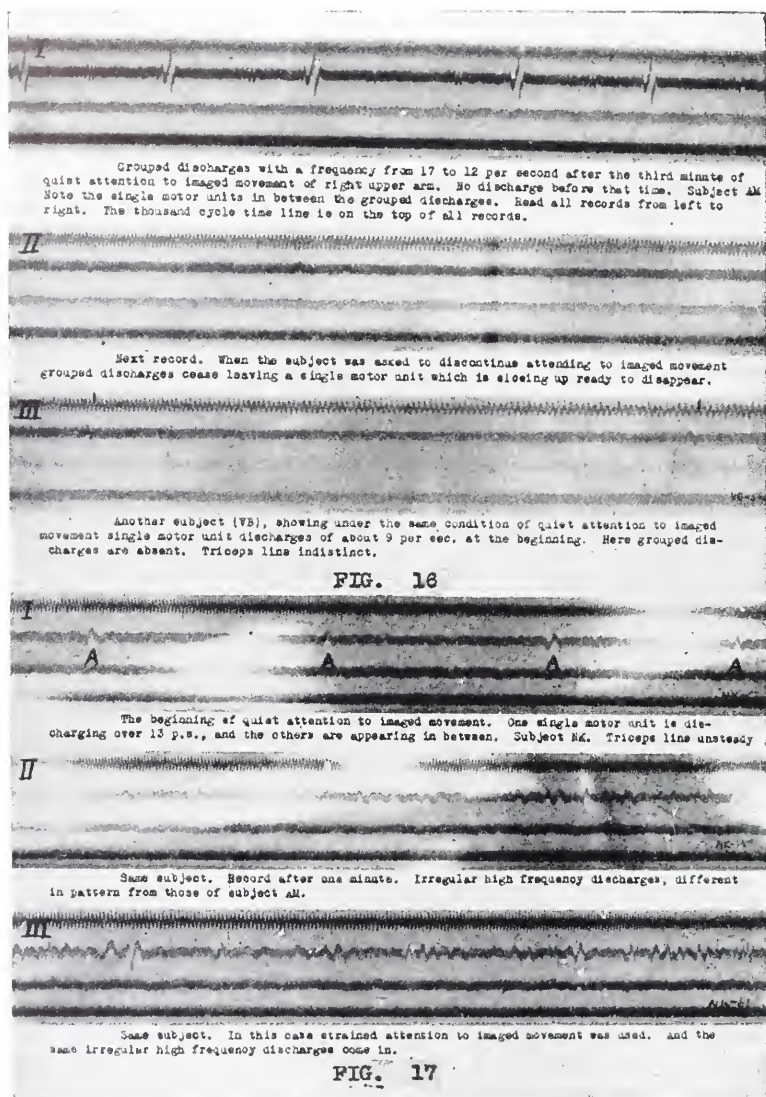 I
Grouped discharges with a frequency from 17 to 12 per second after the third minute of
quiet attention to imaged movement of right upper arm. No discharge before that time. Subject AM
Note the single motor units in between the grouped discharges. Read all records from left to
right. The thousand cycle time line is on the top of all records.
II
Next record. When the subject was asked to discontinue attending to imaged movement
grouped discharges cease leaving a single motor unit which is slowing up ready to disappear.
III
Another subject (VB), showing under the same condition of quiet attention to imaged
movement single motor unit discharges of about 9 per sec. at the beginning. Here grouped dis-
charges are absent. Triceps line indistinct.
FIG. 16
I
A A A A
The beginning of quiet attention to imaged movement. One single motor unit is dis-
charging over 13 p.s., and the others are appearing in between. Subject NK. Triceps line unsteady
II
Same subject. Record after one minute. Irregular high frequency discharges, different
in pattern from those of subject AM.
III
Same subject. In this case strained attention to imaged movement was used. And the
same irregular high frequency discharges come in.
FIG. 17